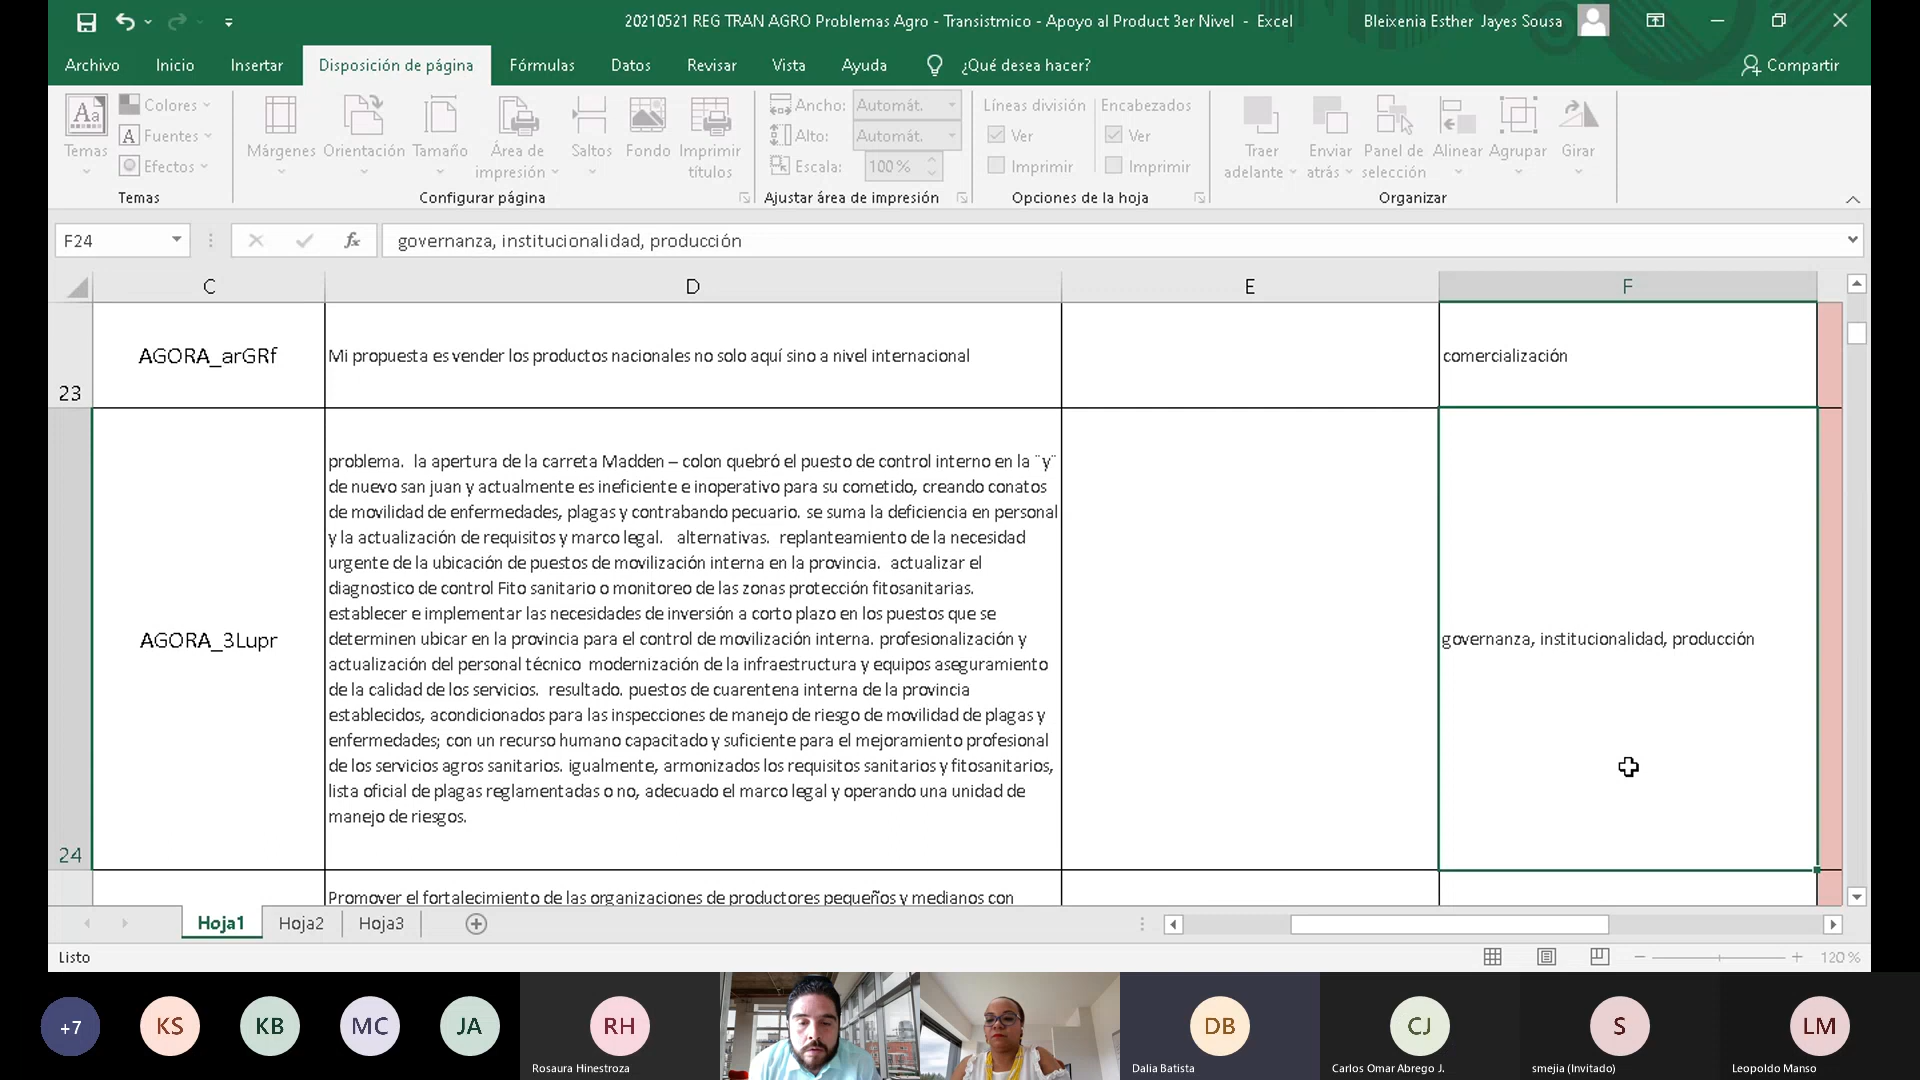 20210521 REG TRAN AGRO Problemas Agro - Transistmico - Apoyo al Product 3er Nivel - Excel
Bleixenia Esther Jayes Sousa
Archivo Inicio Insertar Disposición de página Fórmulas Datos Revisar Vista Ayuda ¿Qué desea hacer? Compartir
Aa
Temas
Colores
A Fuentes
Efectos
Temas
Márgenes
Orientación
Tamaño
Área de
impresión
Saltos
Fondo
Imprimir
títulos
Configurar página
Ancho: Automát.
Alto: Automát.
Escala: 100 %
Ajustar área de impresión
Líneas división
Ver
Imprimir
Encabezados
Ver
Imprimir
Opciones de la hoja
Traer
adelante
Enviar
atrás
Panel de
selección
Alinear
Agrupar
Girar
Organizar
F24
fx
governanza, institucionalidad, producción
C D E F
23
AGORA_arGRf
Mi propuesta es vender los productos nacionales no solo aquí sino a nivel internacional
comercialización
24
AGORA_3Lupr
problema. la apertura de la carreta Madden – colon quebró el puesto de control interno en la ¨y¨
de nuevo san juan y actualmente es ineficiente e inoperativo para su cometido, creando conatos
de movilidad de enfermedades, plagas y contrabando pecuario. se suma la deficiencia en personal
y la actualización de requisitos y marco legal. alternativas. replanteamiento de la necesidad
urgente de la ubicación de puestos de movilización interna en la provincia. actualizar el
diagnostico de control Fito sanitario o monitoreo de las zonas protección fitosanitarias.
establecer e implementar las necesidades de inversión a corto plazo en los puestos que se
determinen ubicar en la provincia para el control de movilización interna. profesionalización y
actualización del personal técnico modernización de la infraestructura y equipos aseguramiento
de la calidad de los servicios. resultado. puestos de cuarentena interna de la provincia
establecidos, acondicionados para las inspecciones de manejo de riesgo de movilidad de plagas y
enfermedades; con un recurso humano capacitado y suficiente para el mejoramiento profesional
de los servicios agros sanitarios. igualmente, armonizados los requisitos sanitarios y fitosanitarios,
lista oficial de plagas reglamentadas o no, adecuado el marco legal y operando una unidad de
manejo de riesgos.
governanza, institucionalidad, producción
Promover el fortalecimiento de las organizaciones de productores pequeños y medianos con
Hoja1 Hoja2 Hoja3
Listo
120 %
+7 KS KB MC JA RH DB CJ S LM
Rosaura Hinestroza
Dalia Batista
Carlos Omar Abrego J.
smejia (Invitado)
Leopoldo Manso